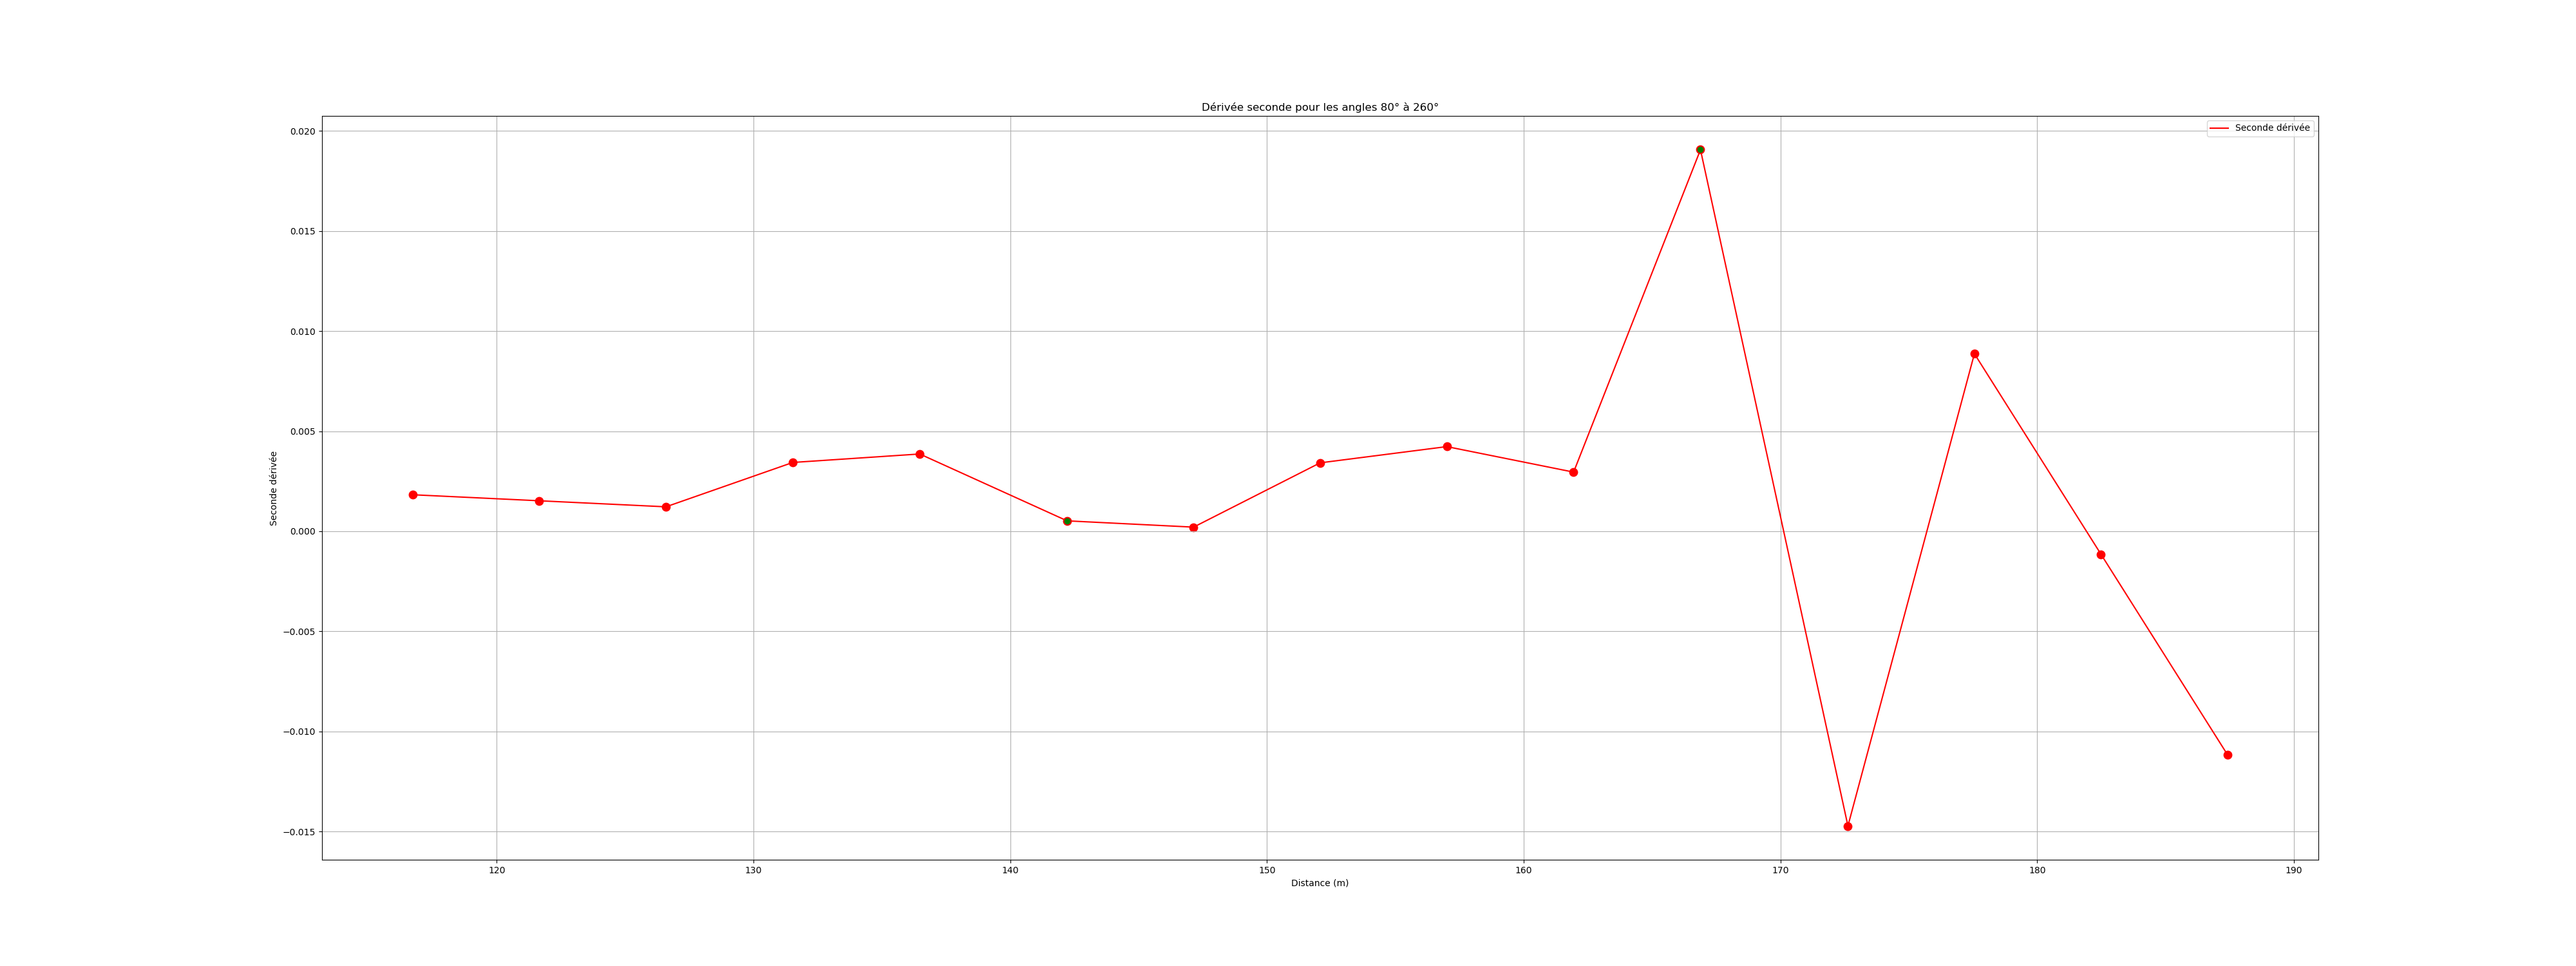 Dérivée seconde pour les angles 80° à 260°
Seconde dérivée
0.020
0.015
0.010
0.005
0.000
−0.005
−0.010
−0.015
Seconde dérivée
120 130 140 150 160 170 180 190
Distance (m)